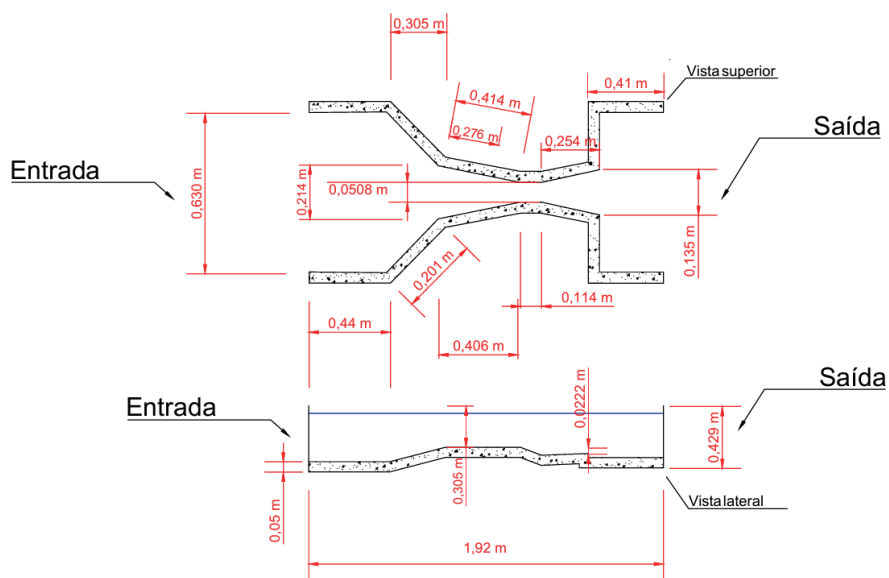 0,305 m
Vista superior
0,41 m
0,414 m
0,276 m
0,254 m
Saída
Entrada
0,630 m
0,214 m
0,0508 m
0,135 m
0,201 m
0,114 m
0,44 m
0,406 m
Entrada
0,0222 m
Saída
0,429 m
0,305 m
0,05 m
Vista lateral
1,92 m